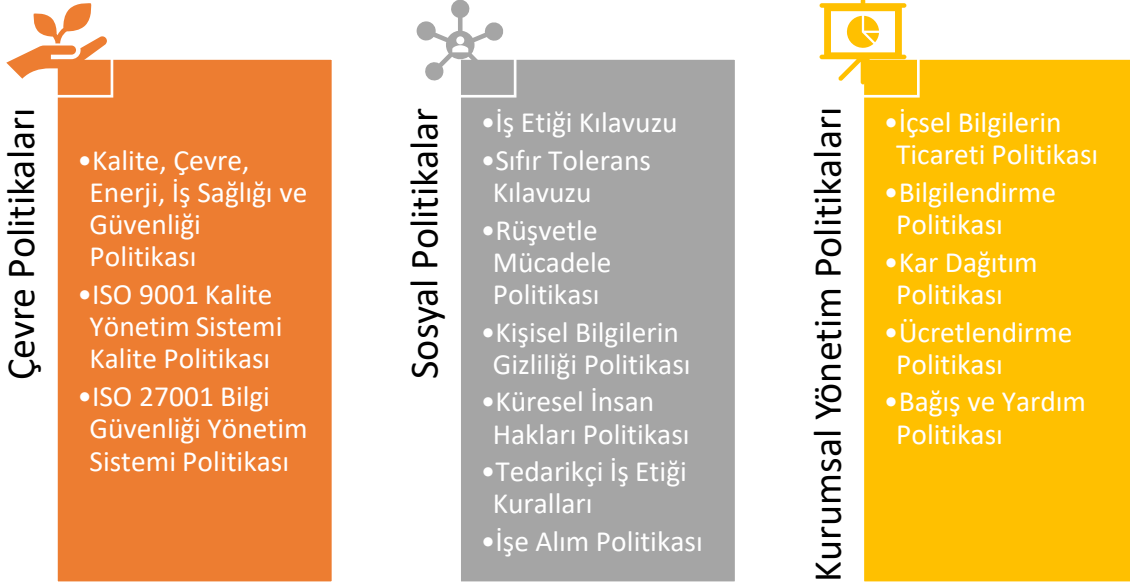 Çevre Politikaları
•Kalite, Çevre,
Enerji, İş Sağlığı ve
Güvenliği
Politikası
•ISO 9001 Kalite
Yönetim Sistemi
Kalite Politikası
•ISO 27001 Bilgi
Güvenliği Yönetim
Sistemi Politikası
Sosyal Politikalar
•İş Etiği Kılavuzu
•Sıfır Tolerans
Kılavuzu
•Rüşvetle
Mücadele
Politikası
•Kişisel Bilgilerin
Gizliliği Politikası
•Küresel İnsan
Hakları Politikası
•Tedarikçi İş Etiği
Kuralları
•İşe Alım Politikası
Kurumsal Yönetim Politikaları
•İçsel Bilgilerin
Ticareti Politikası
•Bilgilendirme
Politikası
•Kar Dağıtım
Politikası
•Ücretlendirme
Politikası
•Bağış ve Yardım
Politikası